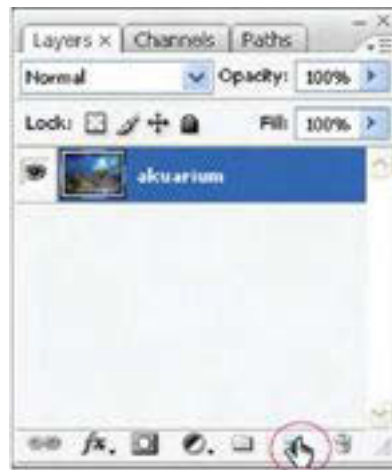 Layers × Channels Paths
Normal Opacity: 100%
Lock: Fill: 100%
akuarium
fx.